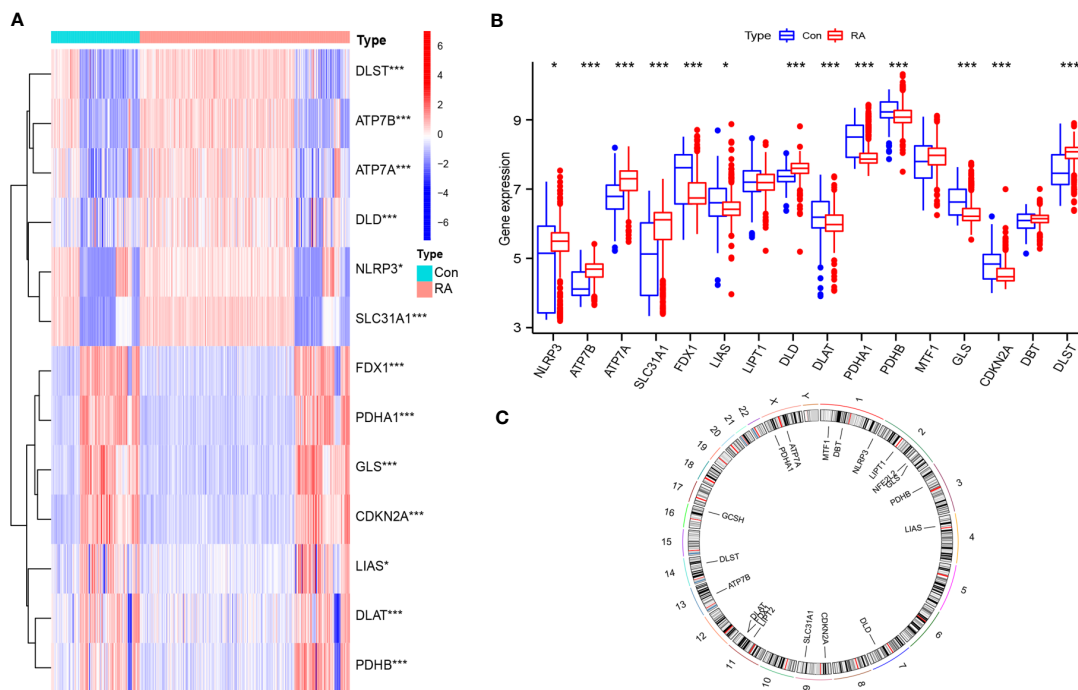 A
Type
DLST***
ATP7B***
ATP7A***
DLD***
NLRP3*
SLC31A1***
FDX1***
PDHA1***
GLS***
CDKN2A***
LIAS*
DLAT***
PDHB***
6
4
2
0
-2
-4
-6
Type
Con
RA
B
Type Con RA
* *** *** *** *** * *** *** *** *** *** *** ***
Gene expression
9
7
5
3
NLRP3 ATP7B ATP7A SLC31A1 FDX1 LIAS LIPT1 DLD DLAT PDHA1 PDHB MTF1 GLS CDKN2A DBT DLST
C
1
2
3
4
5
6
7
8
9
10
11
12
13
14
15
16
17
18
19
20
21
22
X
Y
MTF1
DBT
NLRP3
LIPT1
NFE2L2
GLS
PDHB
LIAS
DLD
CDKN2A
SLC31A1
LIPT2
FDX1
DLAT
ATP7B
DLST
GCSH
PDHA1
ATP7A